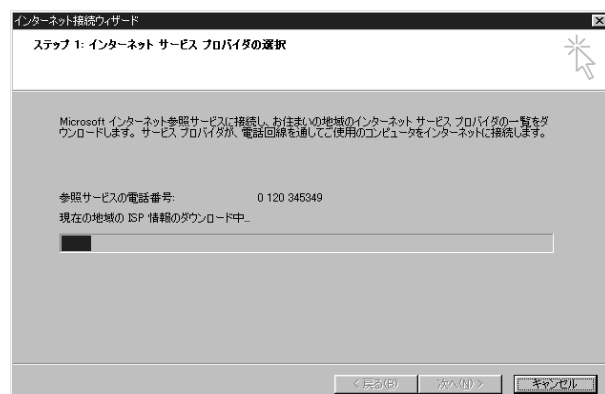 インターネット接続ウィザード
ステップ 1: インターネット サービス プロバイダの選択
Microsoft インターネット参照サービスに接続し、お住まいの地域のインターネット サービス プロバイダの一覧をダ
ウンロードします。サービス プロバイダが、電話回線を通してご使用のコンピュータをインターネットに接続します。
参照サービスの電話番号: 0 120 345349
現在の地域の ISP 情報のダウンロード中...
< 戻る(B) 次へ(N) > キャンセル